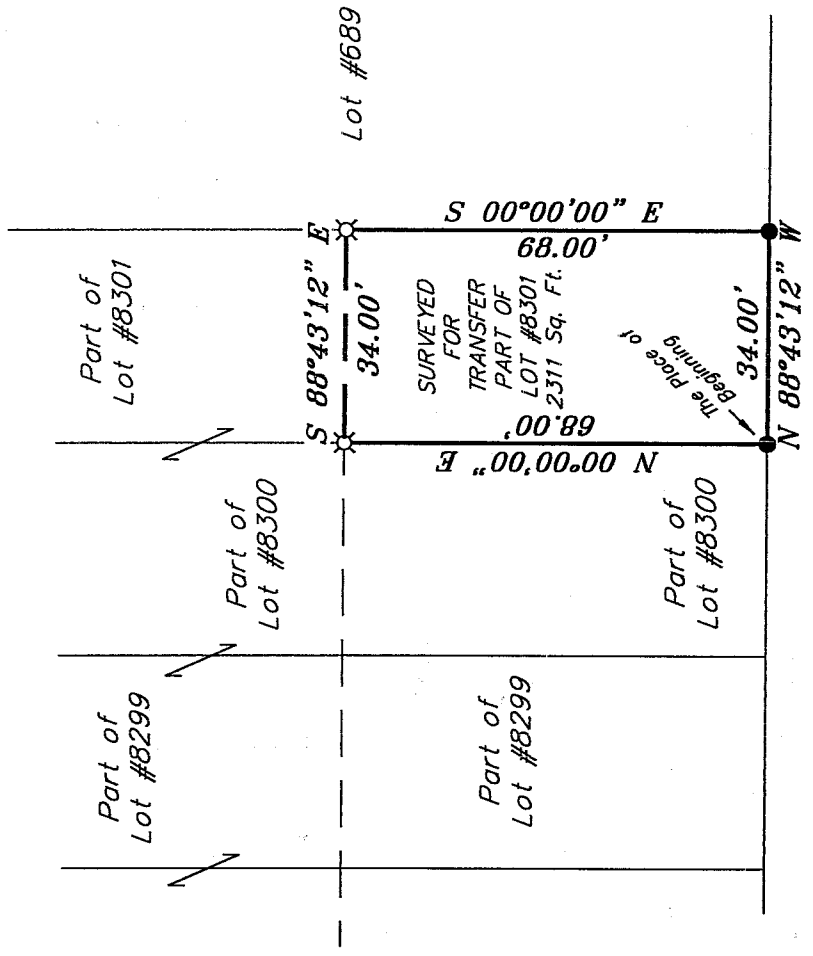 Lot #689
S 00°00'00" E
68.00'
Part of
Lot #8301
S 88°43'12" E
34.00'
SURVEYED
FOR
TRANSFER
PART OF
LOT #8301
2311 Sq. Ft.
The Place of
Beginning
34.00'
N 88°43'12" W
68.00'
N 00°00'00" E
Part of
Lot #8300
Part of
Lot #8300
Part of
Lot #8299
Part of
Lot #8299